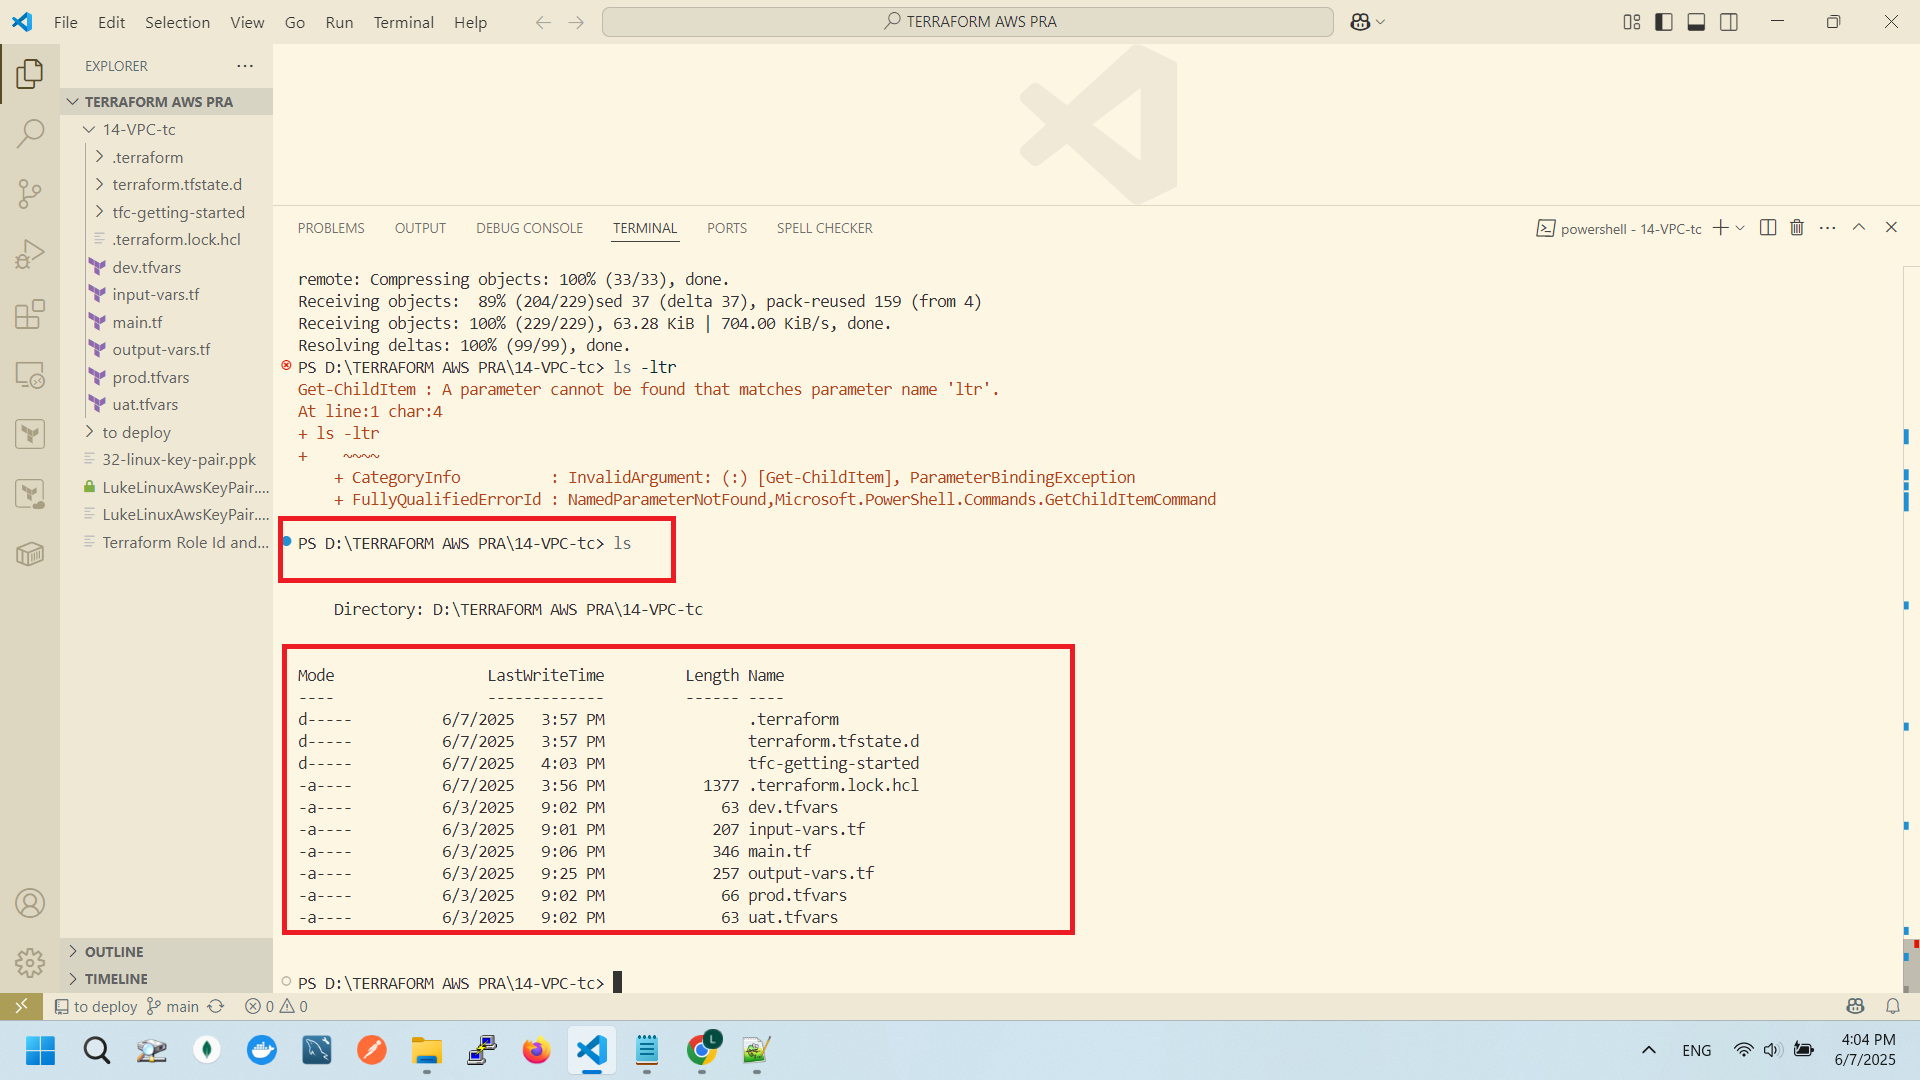 File Edit Selection View Go Run Terminal Help
TERRAFORM AWS PRA
EXPLORER
TERRAFORM AWS PRA
14-VPC-tc
.terraform
terraform.tfstate.d
tfc-getting-started
.terraform.lock.hcl
dev.tfvars
input-vars.tf
main.tf
output-vars.tf
prod.tfvars
uat.tfvars
to deploy
32-linux-key-pair.ppk
LukeLinuxAwsKeyPair....
LukeLinuxAwsKeyPair....
Terraform Role Id and...
OUTLINE
TIMELINE
PROBLEMS OUTPUT DEBUG CONSOLE TERMINAL PORTS SPELL CHECKER
powershell - 14-VPC-tc
remote: Compressing objects: 100% (33/33), done.
Receiving objects:  89% (204/229)sed 37 (delta 37), pack-reused 159 (from 4)
Receiving objects: 100% (229/229), 63.28 KiB | 704.00 KiB/s, done.
Resolving deltas: 100% (99/99), done.
PS D:\TERRAFORM AWS PRA\14-VPC-tc> ls -ltr
Get-ChildItem : A parameter cannot be found that matches parameter name 'ltr'.
At line:1 char:4
+ ls -ltr
+    ~~~~
    + CategoryInfo          : InvalidArgument: (:) [Get-ChildItem], ParameterBindingException
    + FullyQualifiedErrorId : NamedParameterNotFound,Microsoft.PowerShell.Commands.GetChildItemCommand
PS D:\TERRAFORM AWS PRA\14-VPC-tc> ls
    Directory: D:\TERRAFORM AWS PRA\14-VPC-tc
Mode                 LastWriteTime         Length Name
----                 -------------         ------ ----
d-----          6/7/2025   3:57 PM                .terraform
d-----          6/7/2025   3:57 PM                terraform.tfstate.d
d-----          6/7/2025   4:03 PM                tfc-getting-started
-a----          6/7/2025   3:56 PM           1377 .terraform.lock.hcl
-a----          6/3/2025   9:02 PM             63 dev.tfvars
-a----          6/3/2025   9:01 PM            207 input-vars.tf
-a----          6/3/2025   9:06 PM            346 main.tf
-a----          6/3/2025   9:25 PM            257 output-vars.tf
-a----          6/3/2025   9:02 PM             66 prod.tfvars
-a----          6/3/2025   9:02 PM             63 uat.tfvars
PS D:\TERRAFORM AWS PRA\14-VPC-tc>
to deploy main 0 0
L
ENG
4:04 PM
6/7/2025